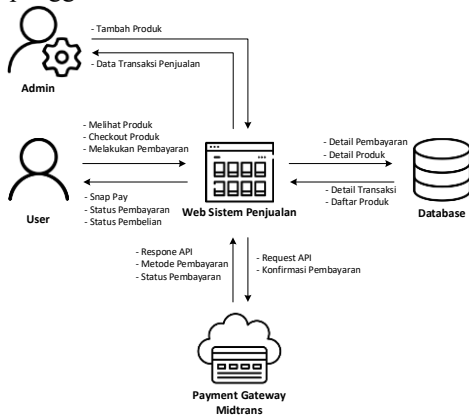 - Tambah Produk
- Data Transaksi Penjualan
Admin
- Melihat Produk
- Checkout Produk
- Melakukan Pembayaran
- Snap Pay
- Status Pembayaran
- Status Pembelian
User
Web Sistem Penjualan
- Detail Pembayaran
- Detail Produk
- Detail Transaksi
- Daftar Produk
Database
- Respone API
- Metode Pembayaran
- Status Pembayaran
- Request API
- Konfirmasi Pembayaran
Payment Gateway
Midtrans